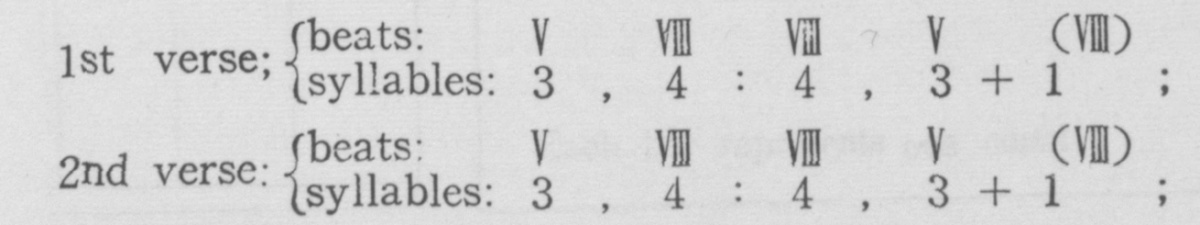 1st verse; {beats: Ⅴ Ⅷ Ⅷ Ⅴ (Ⅷ)
{syllables: 3 , 4 : 4 , 3 + 1 ;
2nd verse: {beats: Ⅴ Ⅷ Ⅷ Ⅴ (Ⅷ)
{syllables: 3 , 4 : 4 , 3 + 1 ;